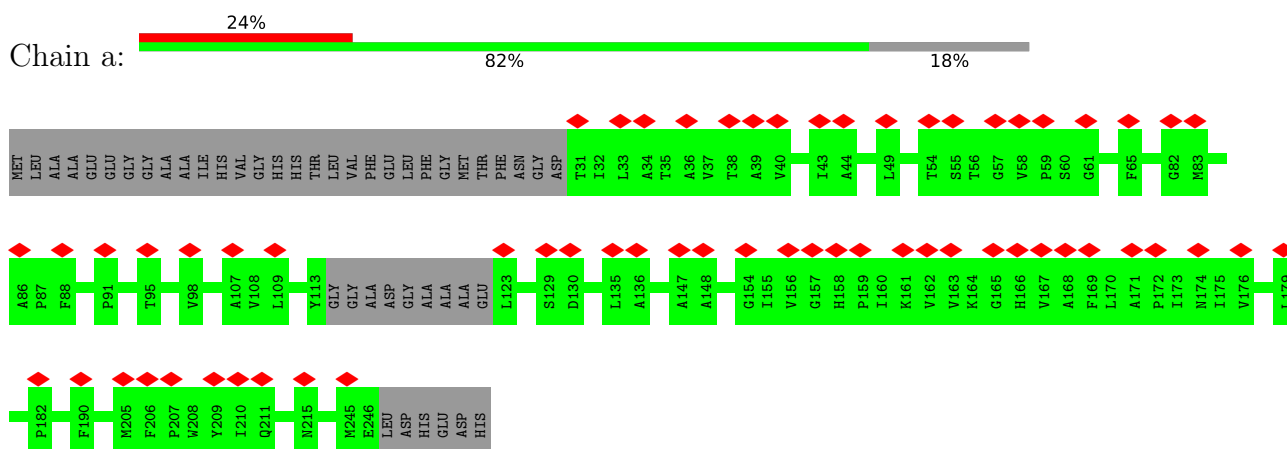 24%
Chain a:
82% 18%
MET LEU ALA ALA GLU GLU GLY GLY ALA ALA ILE HIS VAL GLY HIS HIS THR LEU VAL PHE GLU LEU PHE GLY MET THR PHE ASN GLY ASP T31 I32 L33 A34 T35 A36 V37 T38 A39 V40 I43 A44 L49 T54 S55 T56 G57 V58 P59 S60 G61 F65 G82 M83
A86 P87 F88 P91 T95 V98 A107 V108 L109 Y113 GLY GLY ALA ASP GLY ALA ALA ALA GLU L123 S129 D130 L135 A136 A147 A148 G154 I155 V156 G157 H158 P159 I160 K161 V162 V163 K164 G165 H166 V167 A168 F169 L170 A171 P172 I173 N174 I175 V176
P182 F190 M205 F206 P207 W208 Y209 I210 Q211 N215 M245 E246 LEU ASP HIS GLU ASP HIS